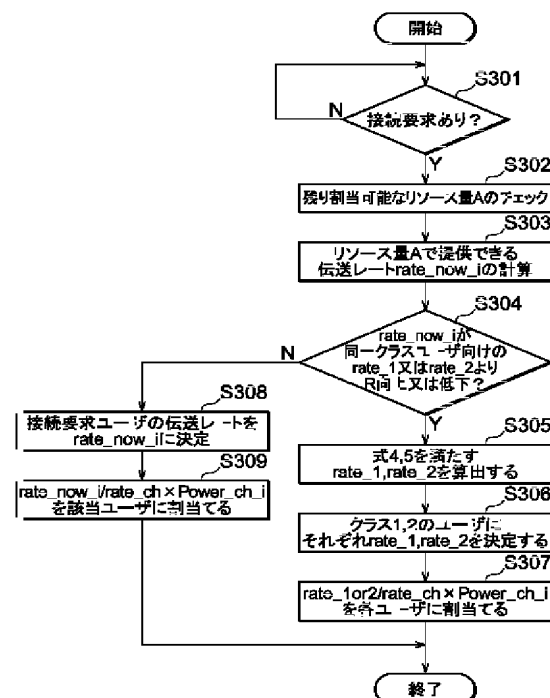 開始
S301
接続要求あり?
N
Y
S302
残り割当可能なリソース量Aのチェック
S303
リソース量Aで提供できる
伝送レートrate_now_iの計算
S304
rate_now_iが
同一クラスユーザ向けの
rate_1又はrate_2より
R向上又は低下?
N
Y
S308
接続要求ユーザの伝送レートを
rate_now_iに決定
S309
rate_now_i/rate_ch×Power_ch_i
を該当ユーザに割当てる
S305
式4,5を満たす
rate_1,rate_2を算出する
S306
クラス1,2のユーザに
それぞれrate_1,rate_2を決定する
S307
rate_1or2/rate_ch×Power_ch_i
を各ユーザに割当てる
終了